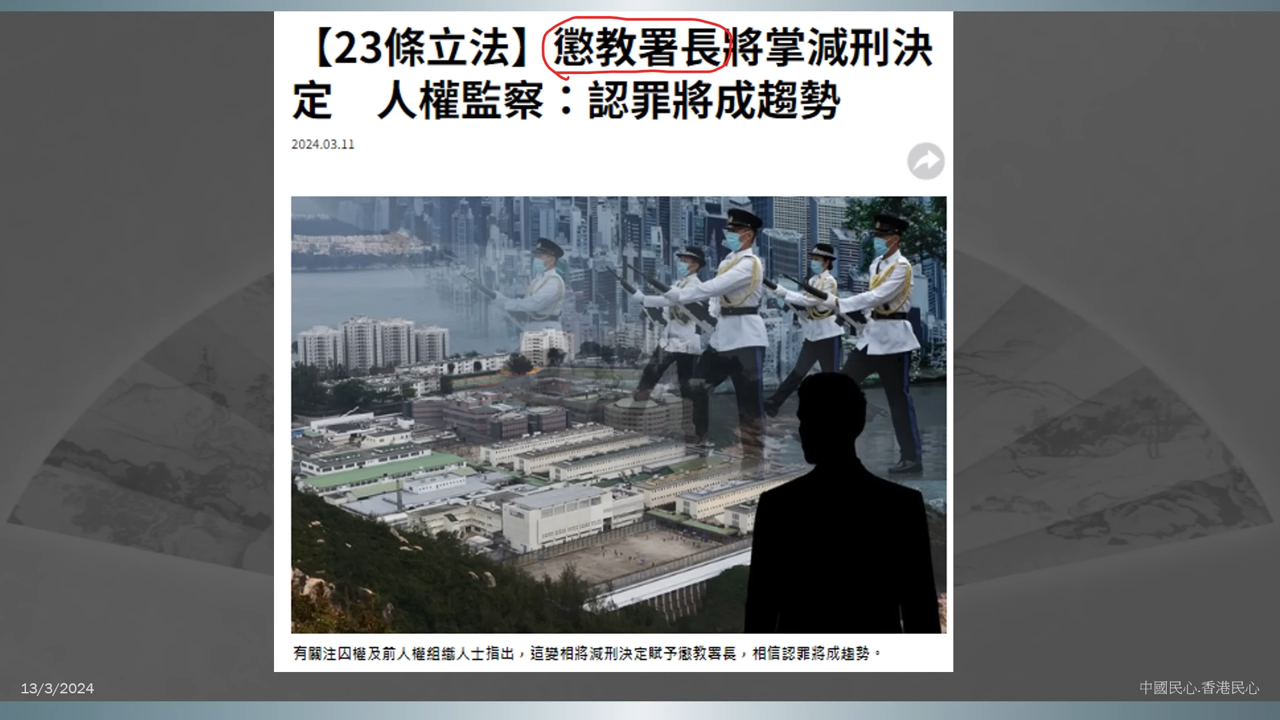 【23條立法】懲教署長將掌減刑決
定　人權監察：認罪將成趨勢
2024.03.11
有關注囚權及前人權組織人士指出，這變相將減刑決定賦予懲教署長，相信認罪將成趨勢。
13/3/2024
中國民心.香港民心